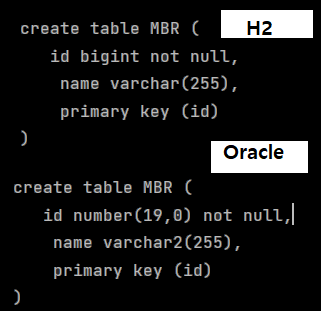 H2
create table MBR (
id bigint not null,
name varchar(255),
primary key (id)
)
Oracle
create table MBR (
id number(19,0) not null,
name varchar2(255),
primary key (id)
)